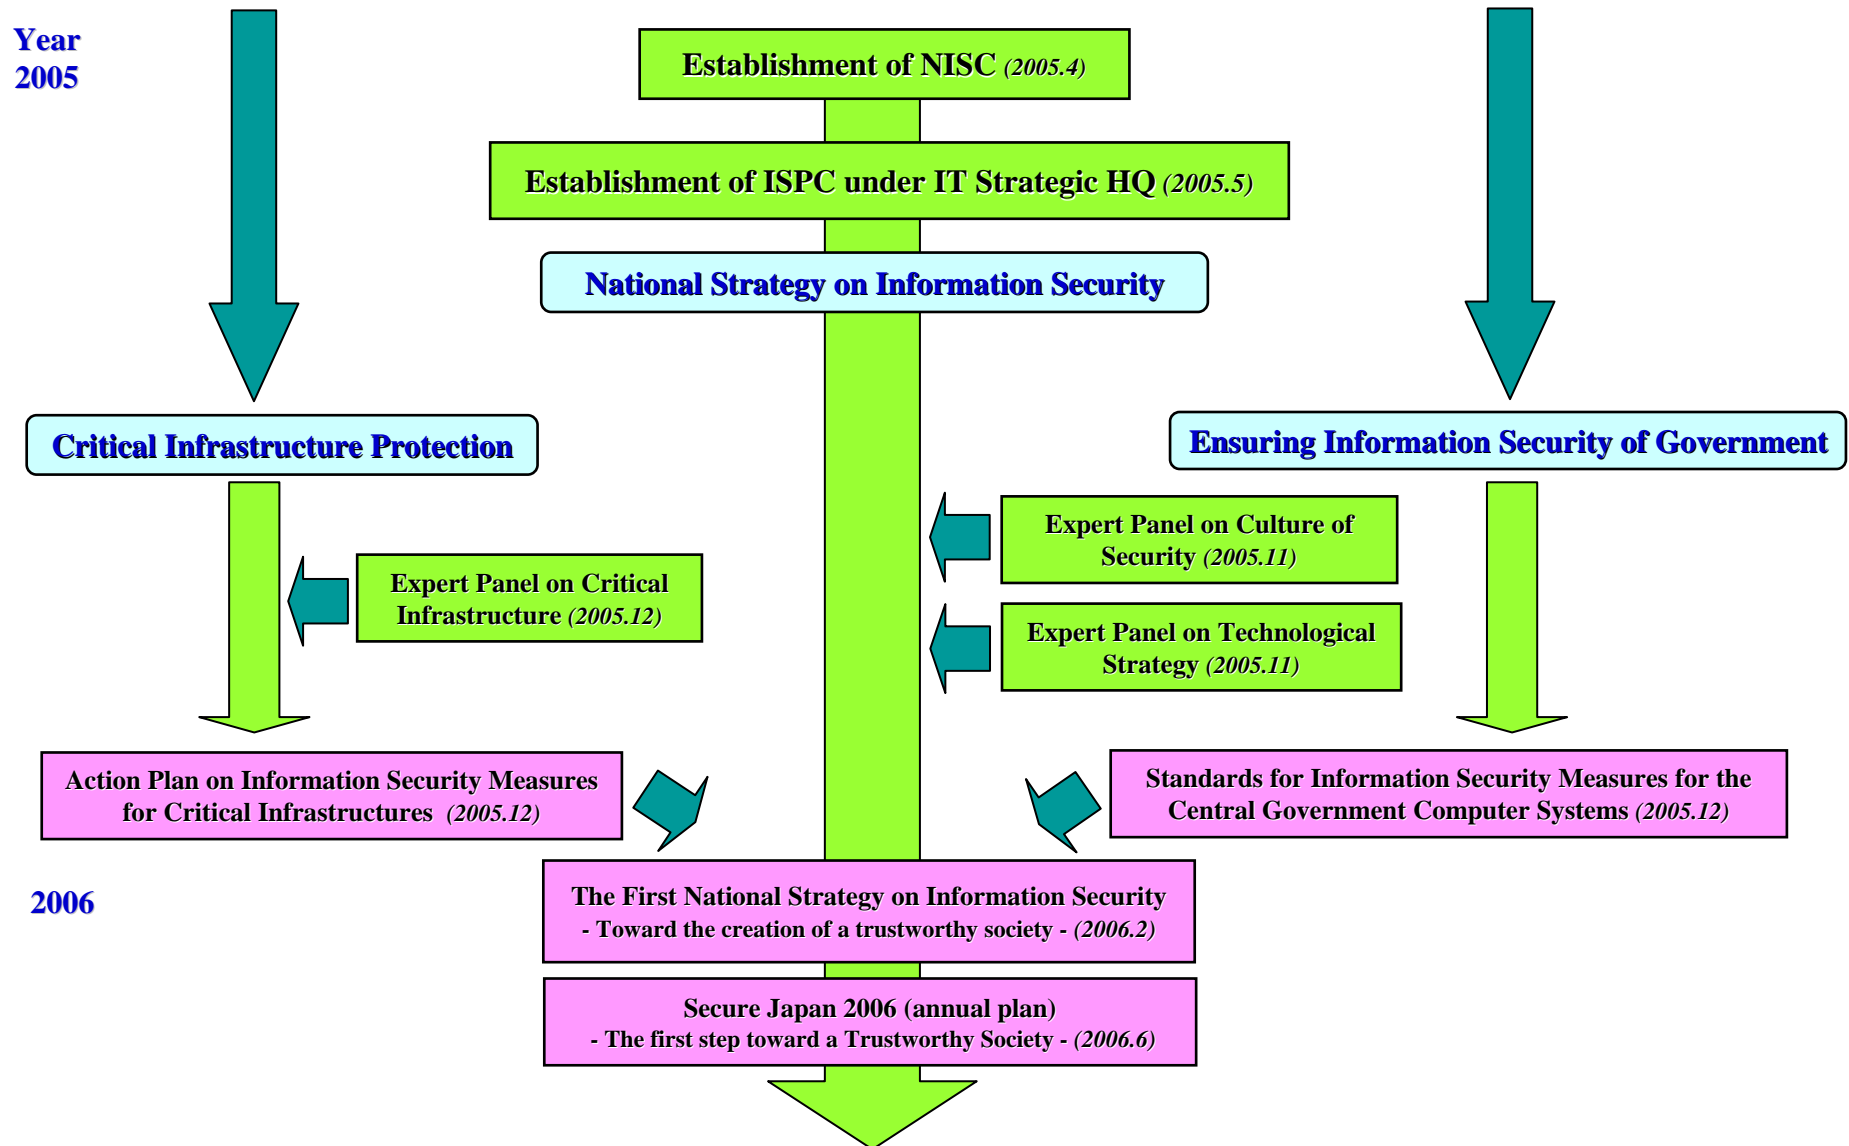 Year
2005
Establishment of NISC (2005.4)
Establishment of ISPC under IT Strategic HQ (2005.5)
National Strategy on Information Security
Critical Infrastructure Protection
Ensuring Information Security of Government
Expert Panel on Culture of
Security (2005.11)
Expert Panel on Critical
Infrastructure (2005.12)
Expert Panel on Technological
Strategy (2005.11)
Action Plan on Information Security Measures
for Critical Infrastructures (2005.12)
Standards for Information Security Measures for the
Central Government Computer Systems (2005.12)
2006
The First National Strategy on Information Security
- Toward the creation of a trustworthy society - (2006.2)
Secure Japan 2006 (annual plan)
- The first step toward a Trustworthy Society - (2006.6)